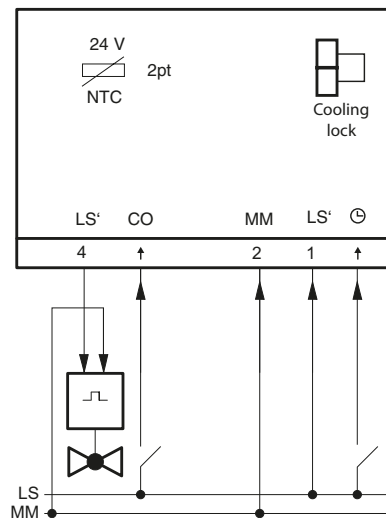 24 V
2pt
NTC
Cooling
lock
LS‘ CO MM LS‘
4 2 1
LS
MM